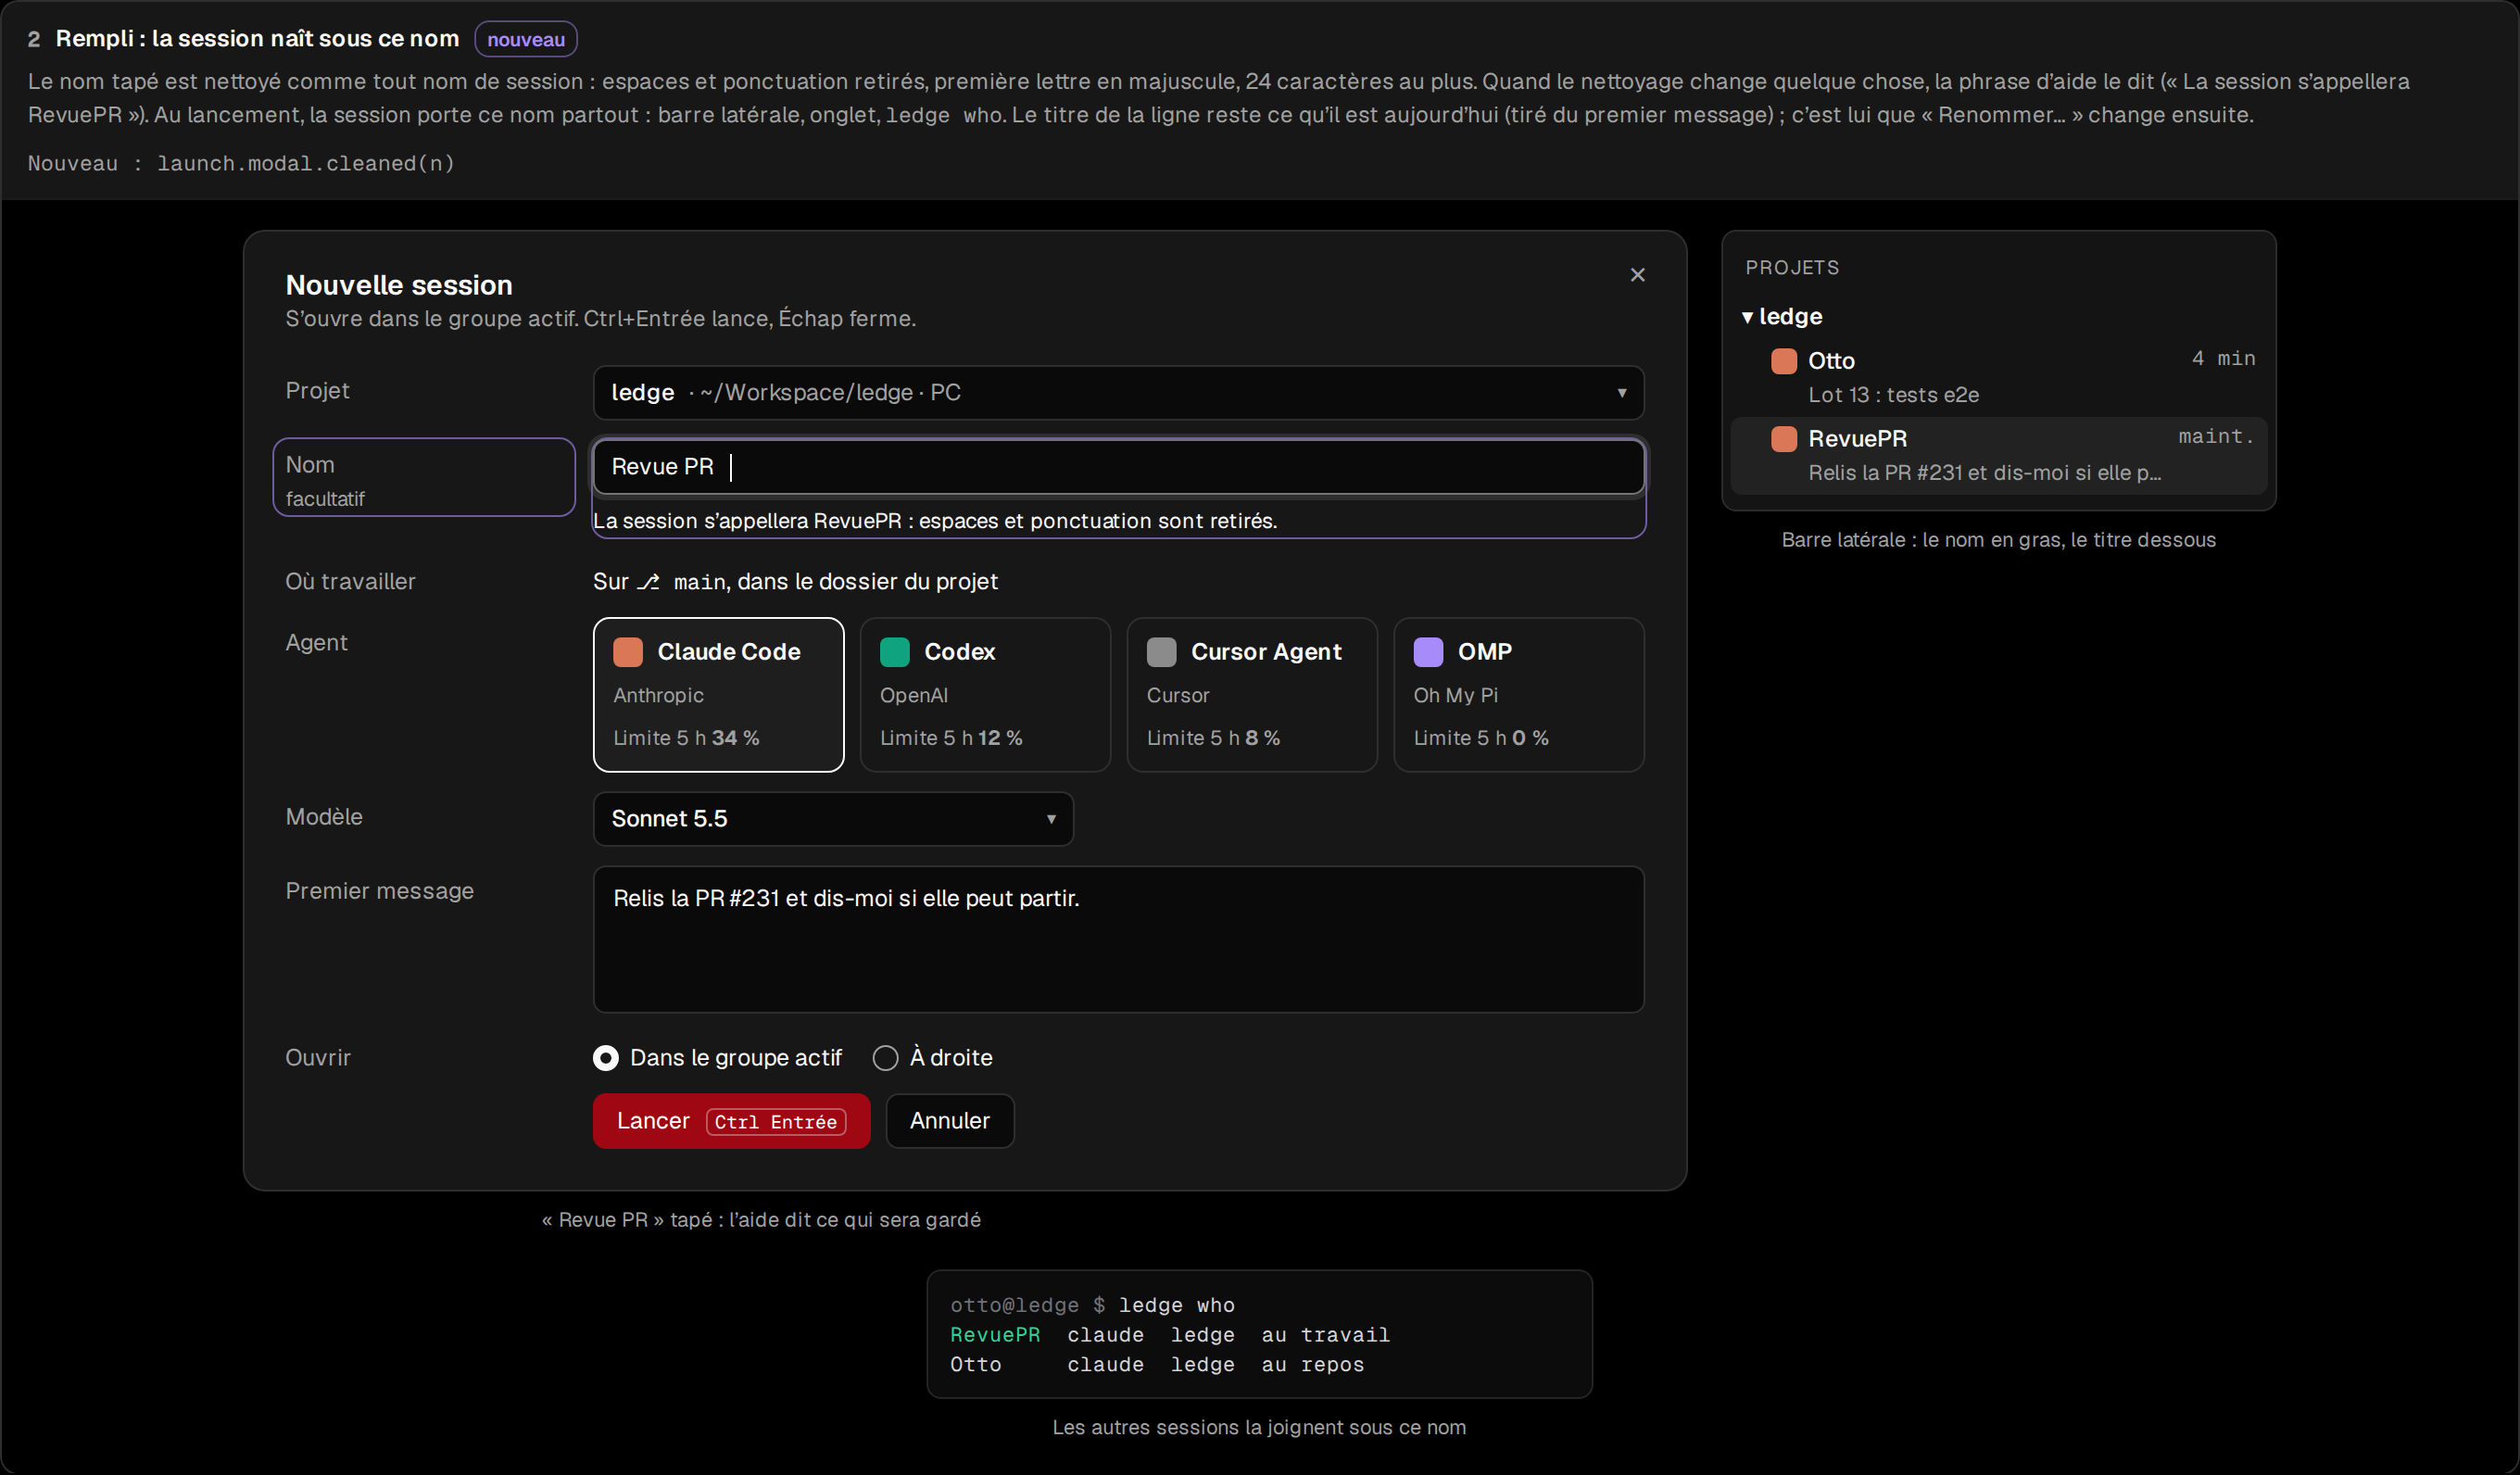 2 Rempli : la session naît sous ce nom nouveau
Le nom tapé est nettoyé comme tout nom de session : espaces et ponctuation retirés, première lettre en majuscule, 24 caractères au plus. Quand le nettoyage change quelque chose, la phrase d’aide le dit (« La session s’appellera
RevuePR »). Au lancement, la session porte ce nom partout : barre latérale, onglet, ledge who. Le titre de la ligne reste ce qu’il est aujourd’hui (tiré du premier message) ; c’est lui que « Renommer… » change ensuite.
Nouveau : launch.modal.cleaned(n)
Nouvelle session ✕
S’ouvre dans le groupe actif. Ctrl+Entrée lance, Échap ferme.
Projet
ledge · ~/Workspace/ledge · PC ▾
Nom
facultatif
Revue PR
La session s’appellera RevuePR : espaces et ponctuation sont retirés.
Où travailler
Sur ⎇ main, dans le dossier du projet
Agent
Claude Code
Anthropic
Limite 5 h 34 %
Codex
OpenAI
Limite 5 h 12 %
Cursor Agent
Cursor
Limite 5 h 8 %
OMP
Oh My Pi
Limite 5 h 0 %
Modèle
Sonnet 5.5 ▾
Premier message
Relis la PR #231 et dis-moi si elle peut partir.
Ouvrir
Dans le groupe actif À droite
Lancer Ctrl Entrée Annuler
« Revue PR » tapé : l’aide dit ce qui sera gardé
PROJETS
▾ ledge
Otto 4 min
Lot 13 : tests e2e
RevuePR maint.
Relis la PR #231 et dis-moi si elle p…
Barre latérale : le nom en gras, le titre dessous
otto@ledge $ ledge who
RevuePR claude ledge au travail
Otto claude ledge au repos
Les autres sessions la joignent sous ce nom